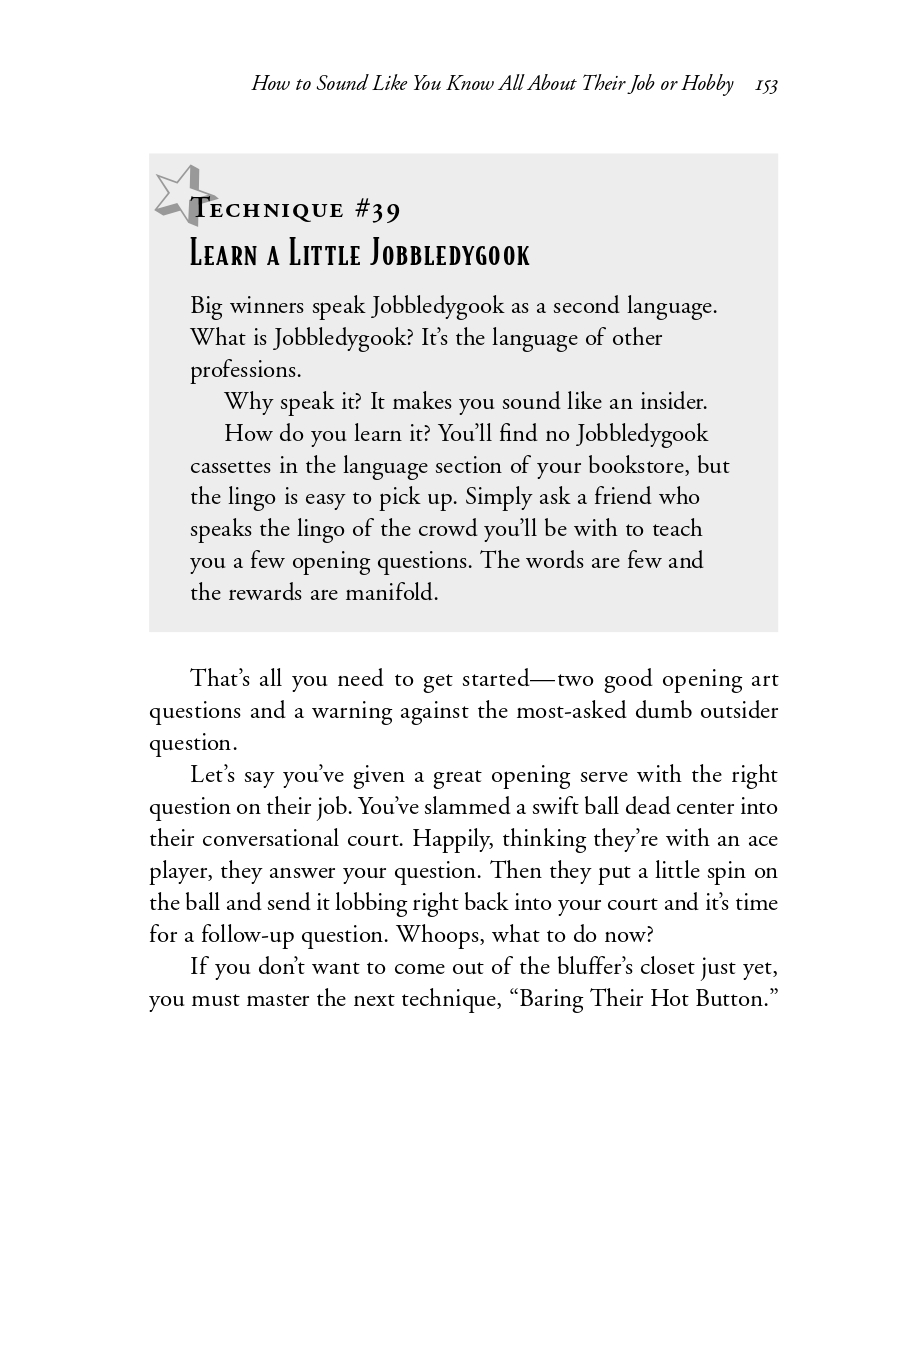 How to Sound Like You Know All About Their Job or Hobby 153
Technique #39
Learn a Little Jobbledygook
Big winners speak Jobbledygook as a second language.
What is Jobbledygook? It’s the language of other
professions.
Why speak it? It makes you sound like an insider.
How do you learn it? You’ll find no Jobbledygook
cassettes in the language section of your bookstore, but
the lingo is easy to pick up. Simply ask a friend who
speaks the lingo of the crowd you’ll be with to teach
you a few opening questions. The words are few and
the rewards are manifold.
That’s all you need to get started—two good opening art
questions and a warning against the most-asked dumb outsider
question.
Let’s say you’ve given a great opening serve with the right
question on their job. You’ve slammed a swift ball dead center into
their conversational court. Happily, thinking they’re with an ace
player, they answer your question. Then they put a little spin on
the ball and send it lobbing right back into your court and it’s time
for a follow-up question. Whoops, what to do now?
If you don’t want to come out of the bluffer’s closet just yet,
you must master the next technique, “Baring Their Hot Button.”